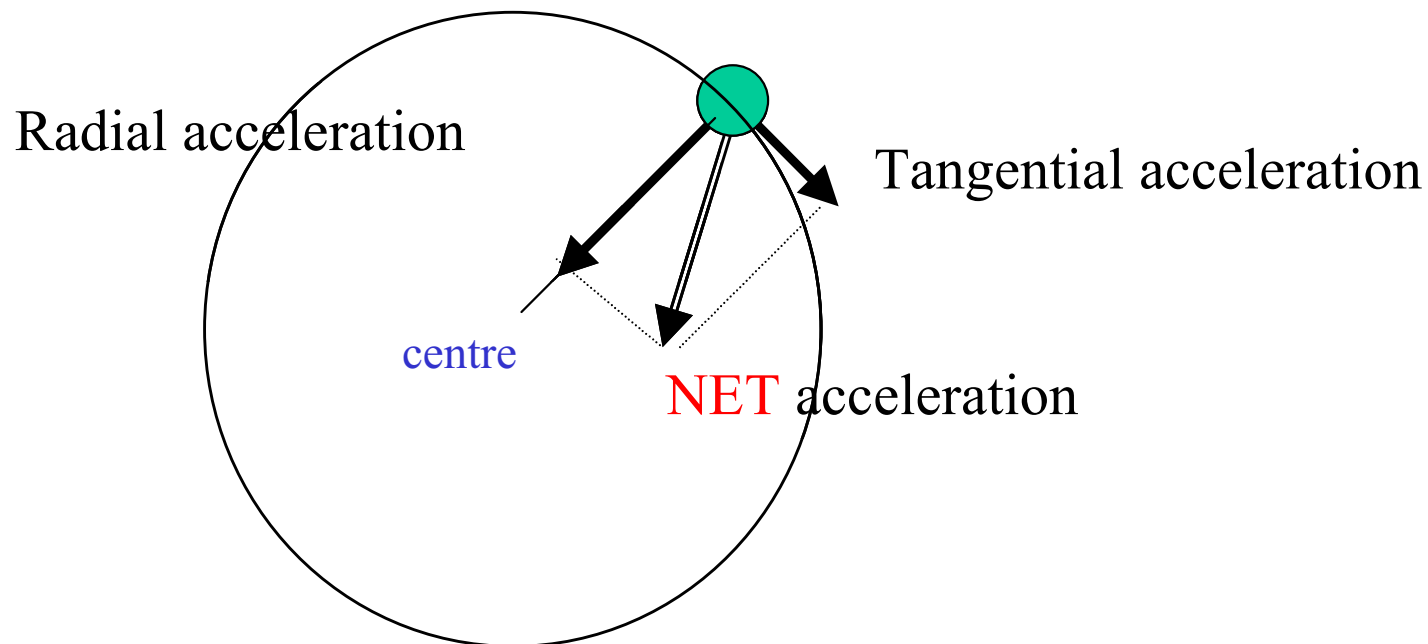 Radial acceleration
Tangential acceleration
centre
NET acceleration